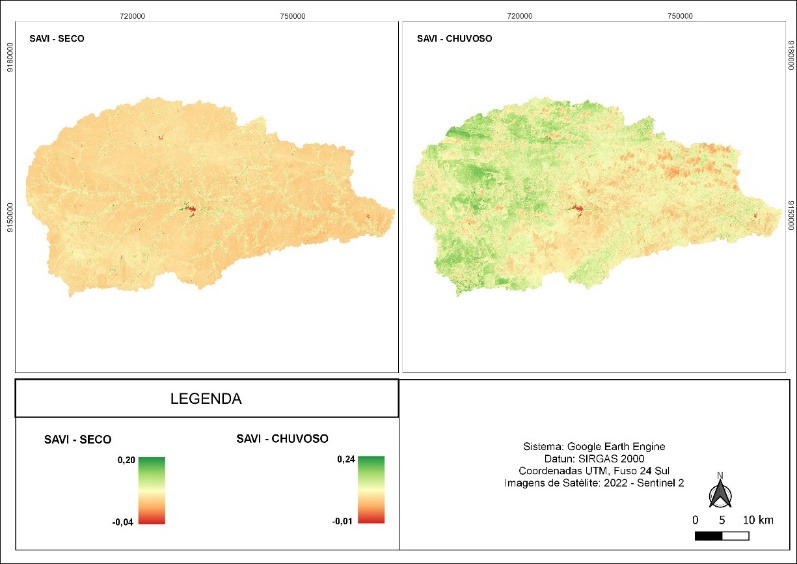 720000 750000 720000 750000
SAVI - SECO
SAVI - CHUVOSO
9180000
9180000
9150000
9150000
LEGENDA
SAVI - SECO
SAVI - CHUVOSO
0,20
-0,04
0,24
-0,01
Sistema: Google Earth Engine
Datun: SIRGAS 2000
Coordenadas UTM, Fuso 24 Sul
Imagens de Satélite: 2022 - Sentinel 2
N
0 5 10 km